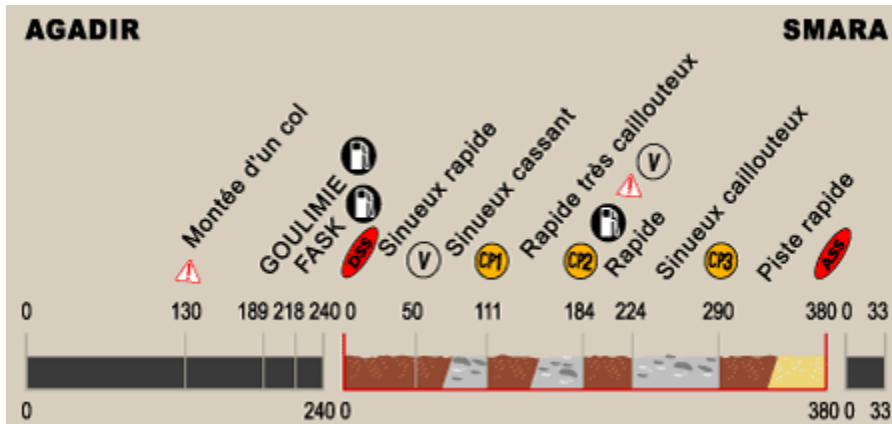 AGADIR
SMARA
Montée d'un col
GOULIMIE
FASK
DSS
Sinueux rapide
V
Sinueux cassant
CP1
Rapide très caillouteux
CP2
Rapide
V
Sinueux caillouteux
CP3
Piste rapide
ASS
0 130 189 218 240 0 50 111 184 224 290 380 0 33
0 240 0 380 0 33